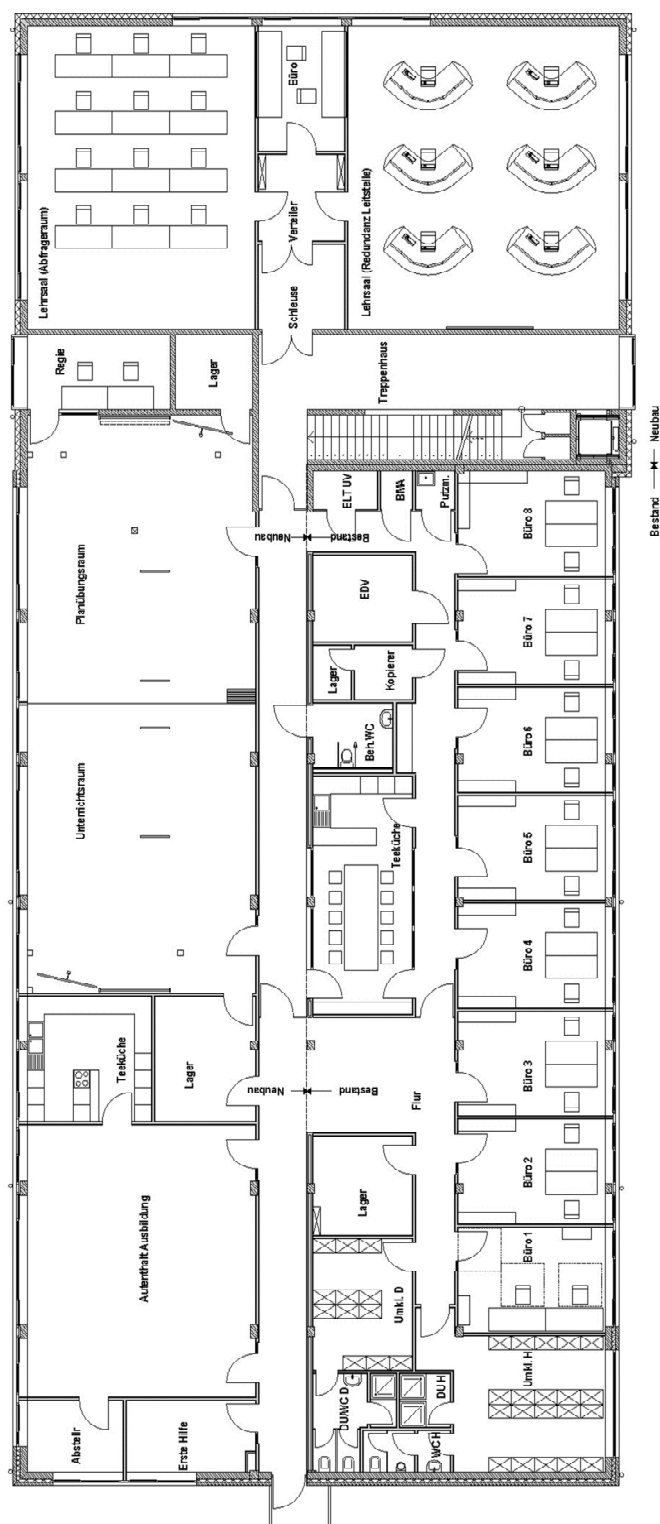 Lehrsaal (Abfrageraum)
Büro
Verteiler
Schleuse
Lehrsaal (Redundanz Leitstelle)
Regie
Lager
Treppenhaus
Planübungsraum
Neubau
Bestand
ELT UV
BMA
Putzm.
EDV
Lager
Kopierer
Beh.WC
Büro 8
Büro 7
Büro 6
Büro 5
Büro 4
Büro 3
Büro 2
Büro 1
Bestand
Neubau
Unterrichtsraum
Teeküche
Teeküche
Lager
Neubau
Bestand
Flur
Aufenthalt Ausbildung
Lager
Umkl. D
Umkl. H
DU/WC D
DU H
WC H
Abstellr
Erste Hilfe